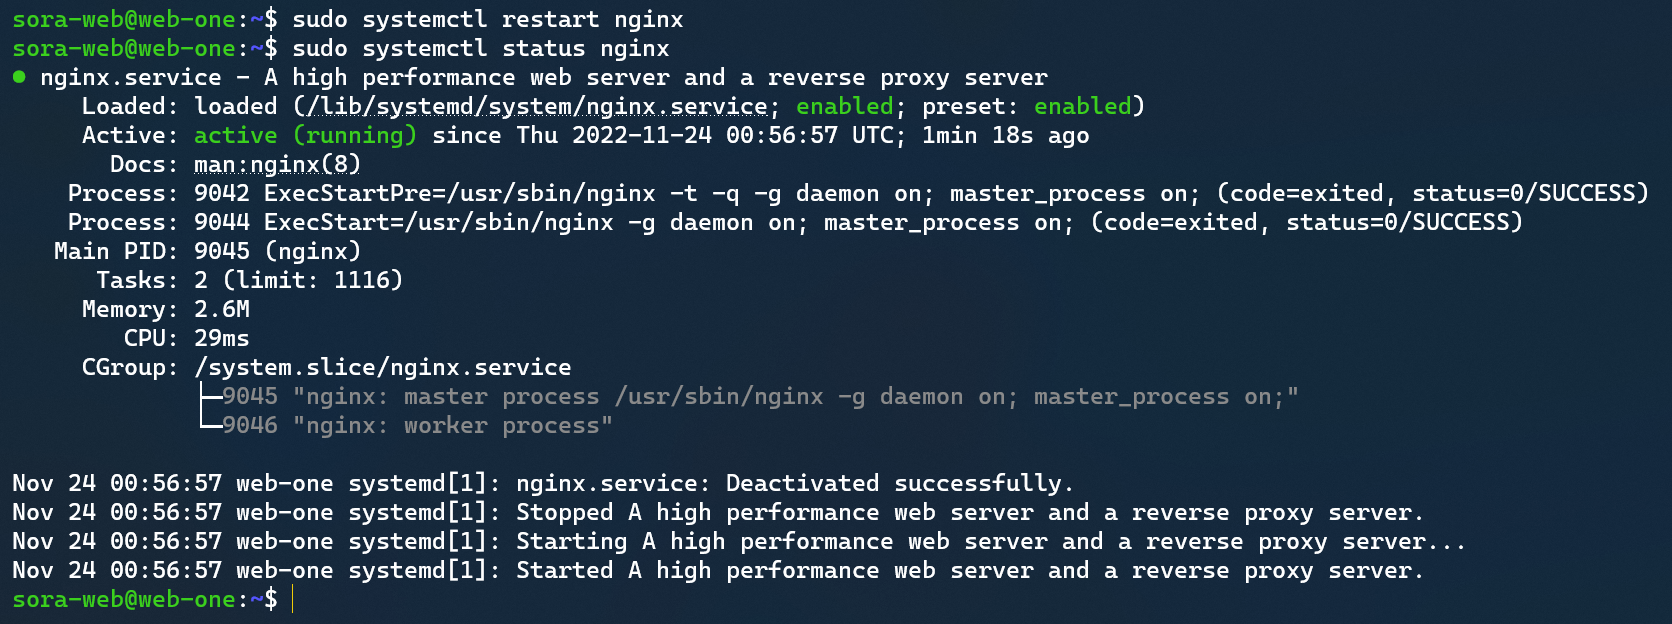 sora-web@web-one:~$ sudo systemctl restart nginx
sora-web@web-one:~$ sudo systemctl status nginx
● nginx.service - A high performance web server and a reverse proxy server
     Loaded: loaded (/lib/systemd/system/nginx.service; enabled; preset: enabled)
     Active: active (running) since Thu 2022-11-24 00:56:57 UTC; 1min 18s ago
       Docs: man:nginx(8)
    Process: 9042 ExecStartPre=/usr/sbin/nginx -t -q -g daemon on; master_process on; (code=exited, status=0/SUCCESS)
    Process: 9044 ExecStart=/usr/sbin/nginx -g daemon on; master_process on; (code=exited, status=0/SUCCESS)
   Main PID: 9045 (nginx)
      Tasks: 2 (limit: 1116)
     Memory: 2.6M
        CPU: 29ms
     CGroup: /system.slice/nginx.service
             ├─9045 "nginx: master process /usr/sbin/nginx -g daemon on; master_process on;"
             └─9046 "nginx: worker process"

Nov 24 00:56:57 web-one systemd[1]: nginx.service: Deactivated successfully.
Nov 24 00:56:57 web-one systemd[1]: Stopped A high performance web server and a reverse proxy server.
Nov 24 00:56:57 web-one systemd[1]: Starting A high performance web server and a reverse proxy server...
Nov 24 00:56:57 web-one systemd[1]: Started A high performance web server and a reverse proxy server.
sora-web@web-one:~$